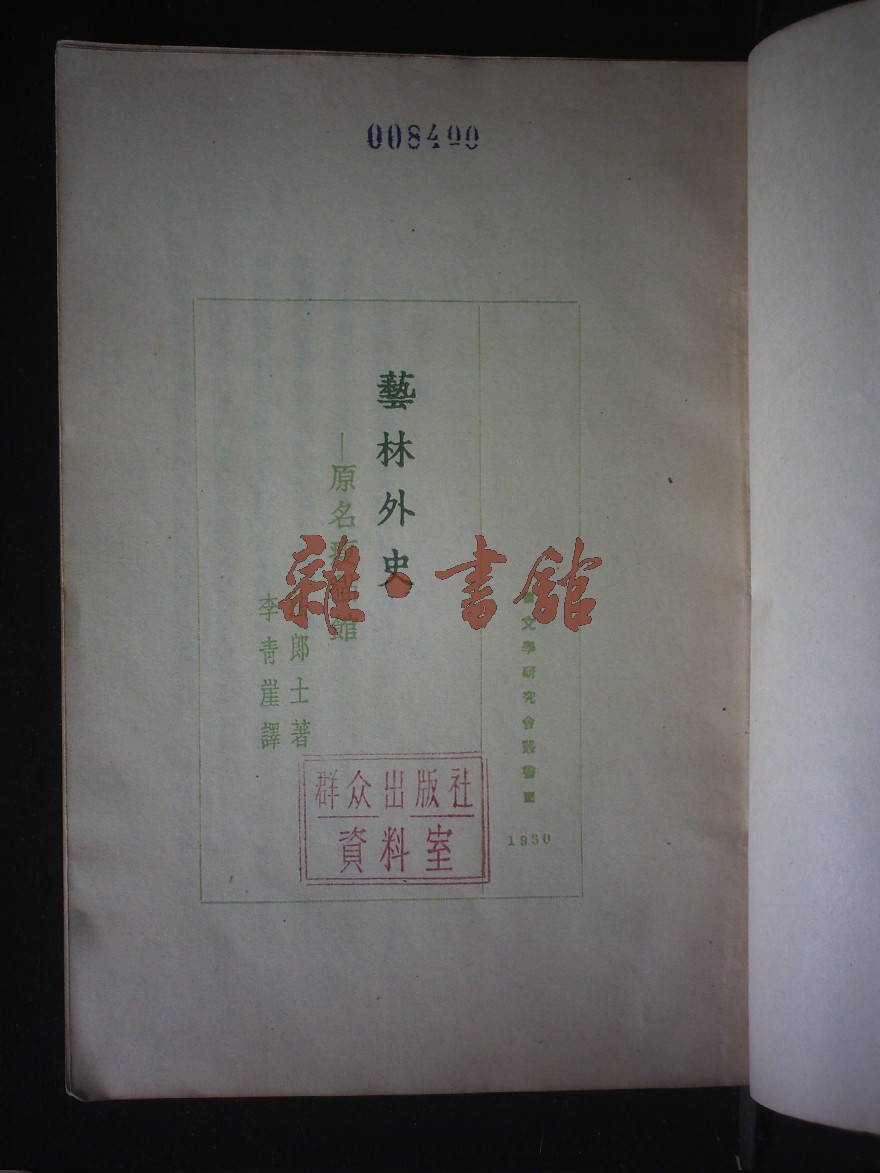 008400
文學研究會叢書
1930
藝林外史
—原名
館
郎士著
李青崖譯
雜·書館
群众出版社
資料室